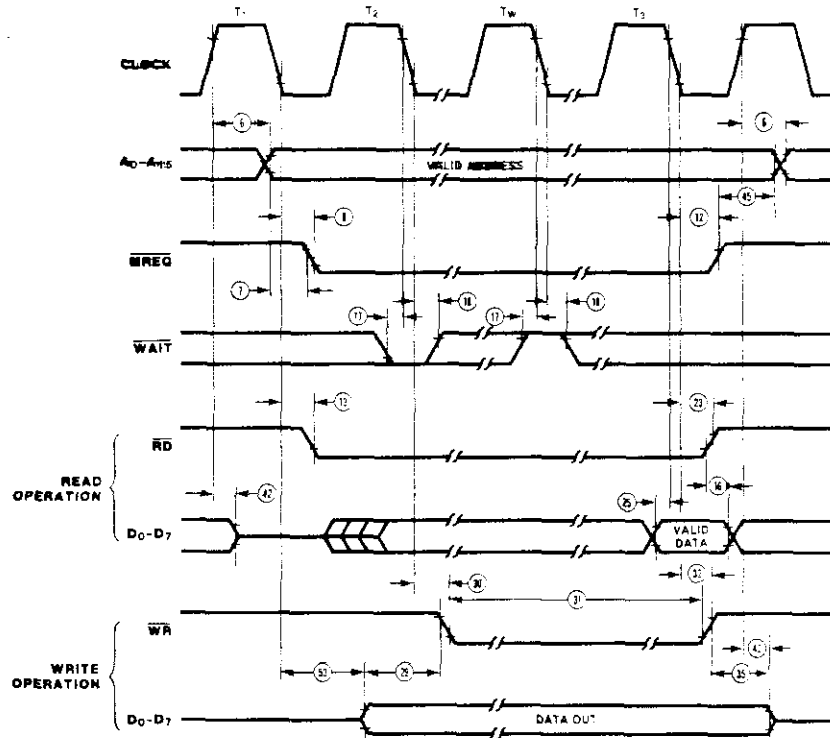 T1 T2 TW T3
CLOCK
6 6
A0-A15 VALID ADDRESS
45
8 12
MREQ
7
17 18 17 18
WAIT
13 23
RD
READ OPERATION
16
42 25
D0-D7 VALID DATA
30 32
31
WR
WRITE OPERATION
53 29 35
D0-D7 DATA OUT